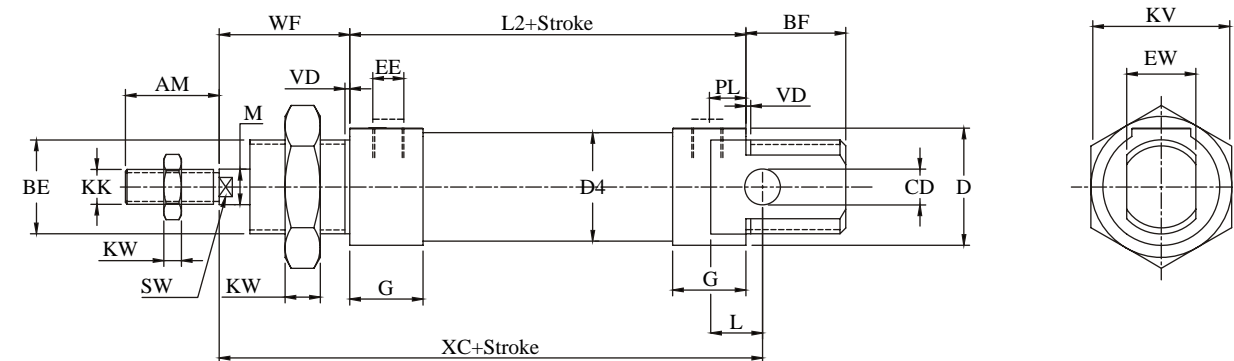 WF
L2+Stroke
BF
KV
VD
EE
EW
AM
PL
VD
M
BE
KK
D4
CD
D
KW
SW
KW
G
G
L
XC+Stroke